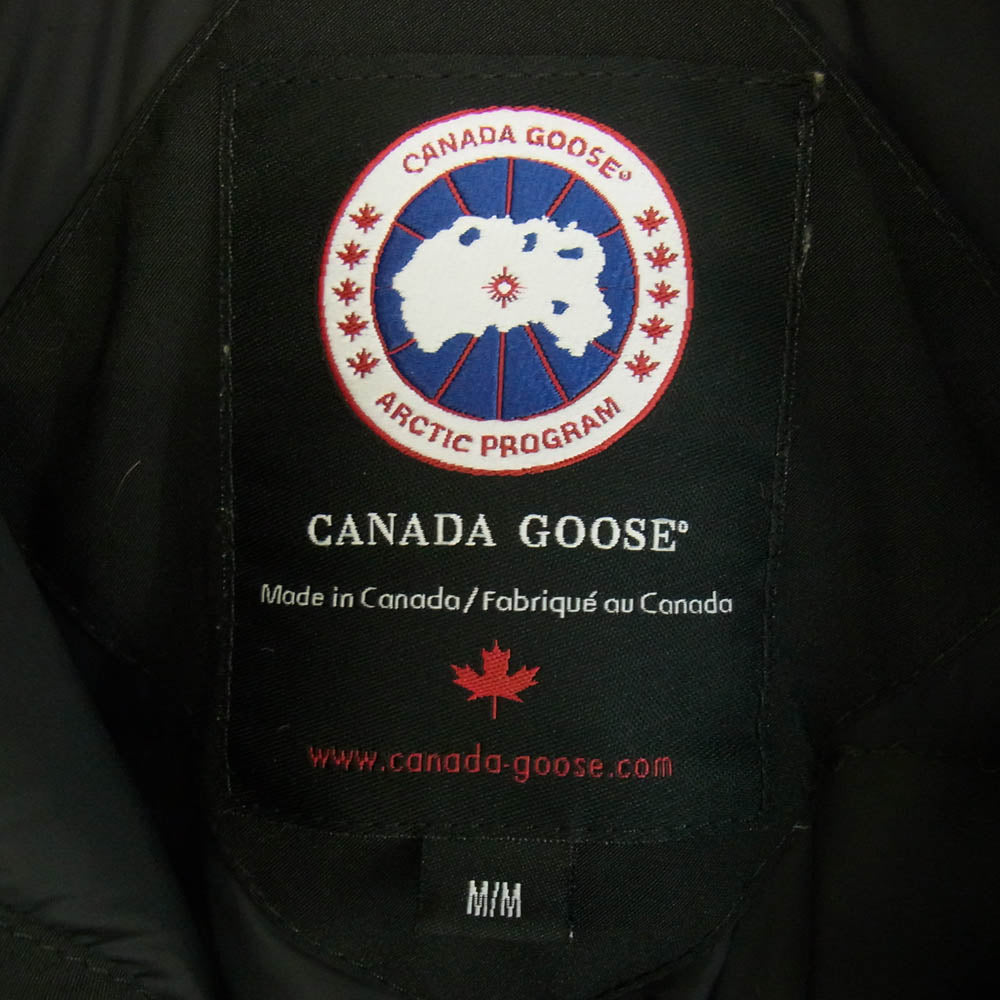 CANADA GOOSE®
ARCTIC PROGRAM
CANADA GOOSE®
Made in Canada/Fabriqué au Canada
www.canada-goose.com
M/M